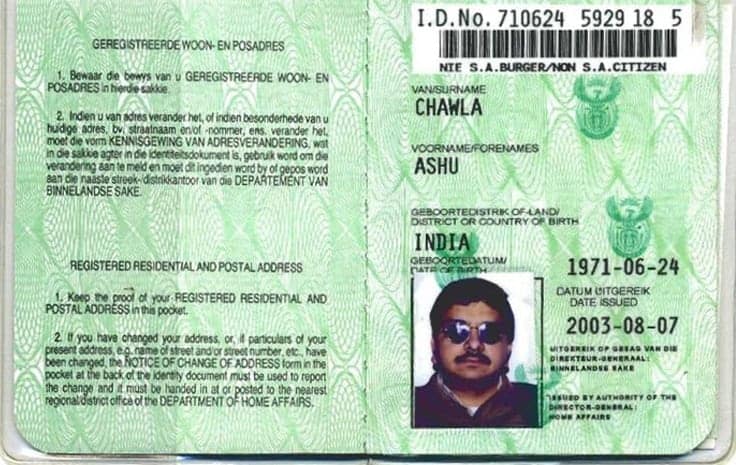 GEREGISTREERDE WOON- EN POSADRES
1. Bewaar die bewys van u GEREGISTREERDE WOON- EN
POSADRES in hierdie sakkie.
2. Indien u van adres verander het, of indien besonderhede van u
huidige adres, bv. straatnaam en/of -nommer, ens. verander het,
moet die vorm KENNISGEWING VAN ADRESVERANDERING, wat
in die sakkie agter in die identiteitsdokument is, gebruik word om die
verandering aan te meld en moet dit ingedien word by of gepos word
aan die naaste streek-/distrikkantoor van die DEPARTEMENT VAN
BINNELANDSE SAKE.
REGISTERED RESIDENTIAL AND POSTAL ADDRESS
1. Keep the proof of your REGISTERED RESIDENTIAL AND
POSTAL ADDRESS in this pocket.
2. If you have changed your address, or, if particulars of your
present address, e.g. name of street and/or street number, etc., have
been changed, the NOTICE OF CHANGE OF ADDRESS form in the
pocket at the back of the identity document must be used to report
the change and it must be handed in at or posted to the nearest
regional/district office of the DEPARTMENT OF HOME AFFAIRS.
I.D.No. 710624 5929 18 5
NIE S.A.BURGER/NON S.A.CITIZEN
VAN/SURNAME
CHAWLA
VOORNAME/FORENAMES
ASHU
GEBOORTEDISTRIK OF-LAND/
DISTRICT OR COUNTRY OF BIRTH
INDIA
GEBOORTEDATUM/
DATE OF BIRTH
1971-06-24
DATUM UITGEREIK
DATE ISSUED
2003-08-07
UITGEREIK OP GESAG VAN DIE
DIREKTEUR-GENERAAL:
BINNELANDSE SAKE
ISSUED BY AUTHORITY OF THE
DIRECTOR-GENERAL:
HOME AFFAIRS